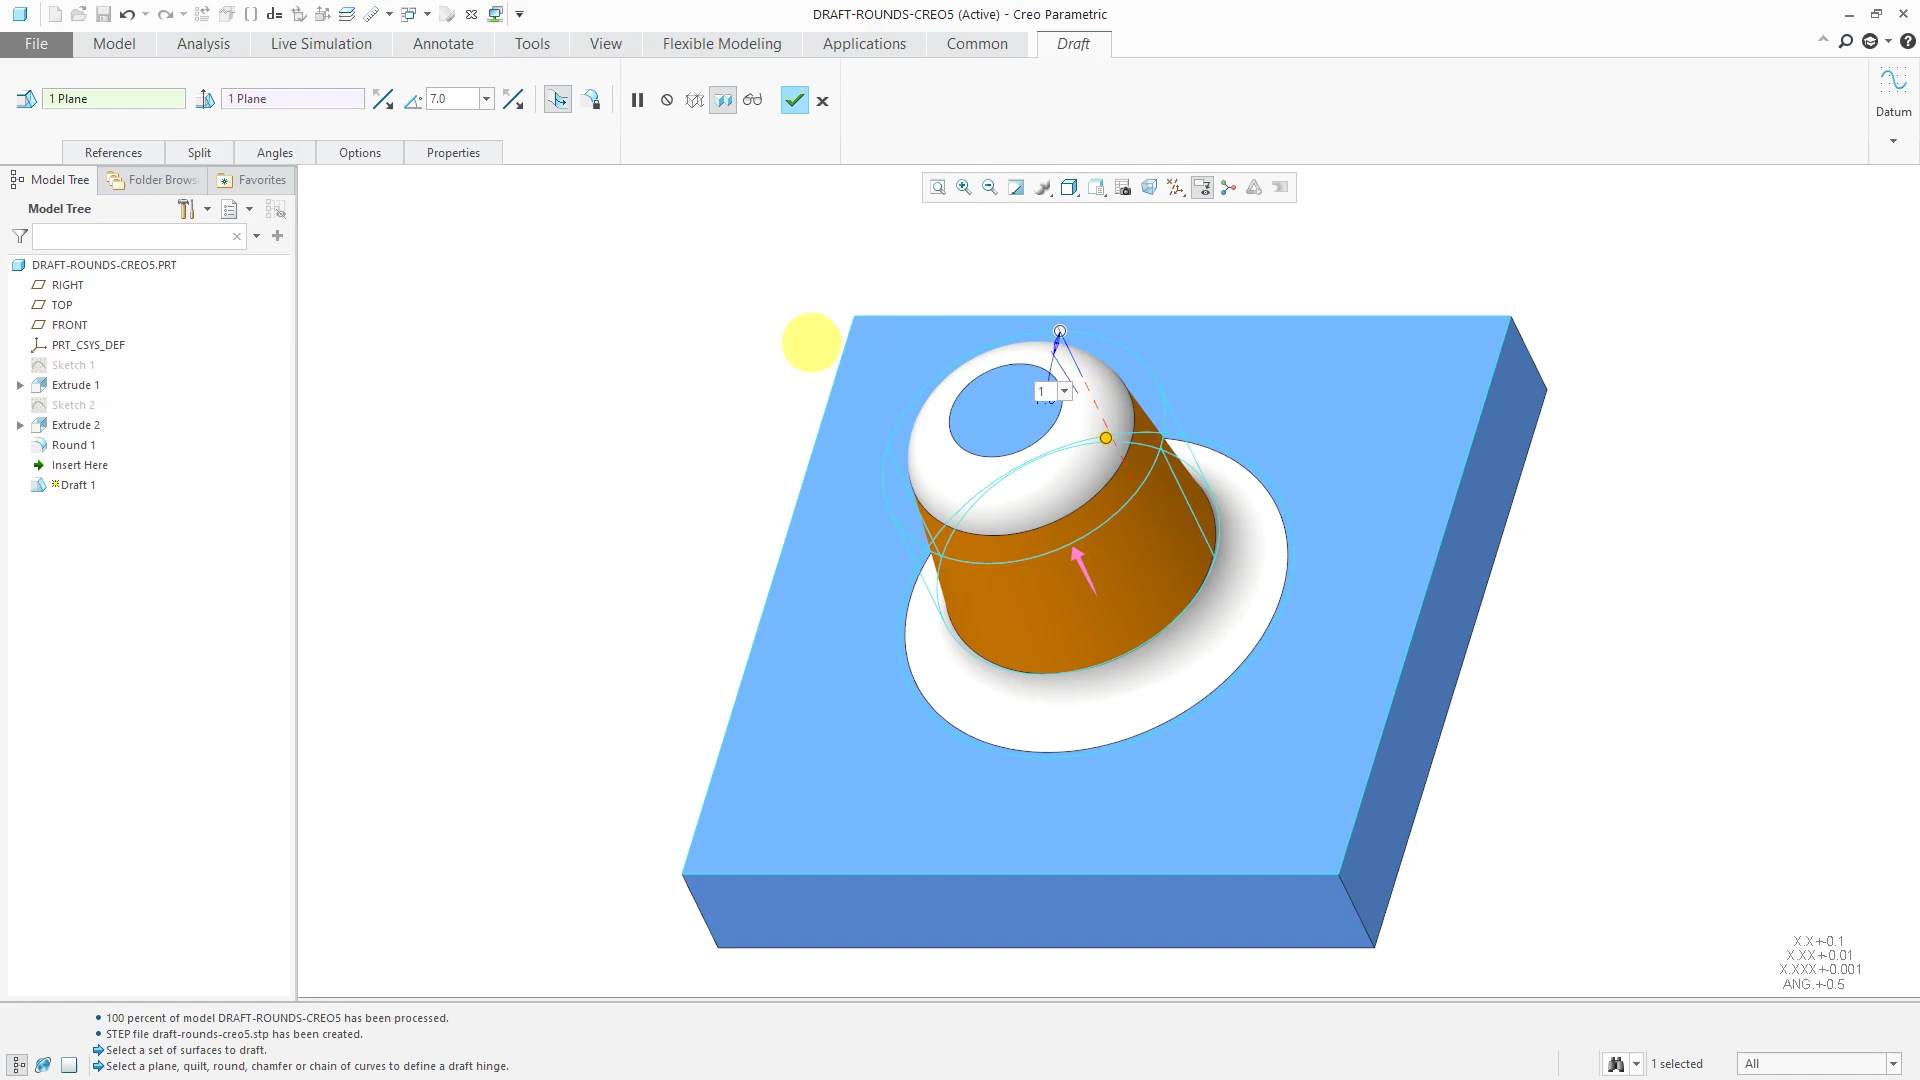 DRAFT-ROUNDS-CREO5 (Active) - Creo Parametric
File Model Analysis Live Simulation Annotate Tools View Flexible Modeling Applications Common Draft
1 Plane 1 Plane 7.0
Datum
References Split Angles Options Properties
Model Tree Folder Brows Favorites
Model Tree
DRAFT-ROUNDS-CREO5.PRT
RIGHT
TOP
FRONT
PRT_CSYS_DEF
Sketch 1
Extrude 1
Sketch 2
Extrude 2
Round 1
Insert Here
Draft 1
1
X.X+-0.1
X.XX+-0.01
X.XXX+-0.001
ANG.+-0.5
100 percent of model DRAFT-ROUNDS-CREO5 has been processed.
STEP file draft-rounds-creo5.stp has been created.
Select a set of surfaces to draft.
Select a plane, quilt, round, chamfer or chain of curves to define a draft hinge.
1 selected All